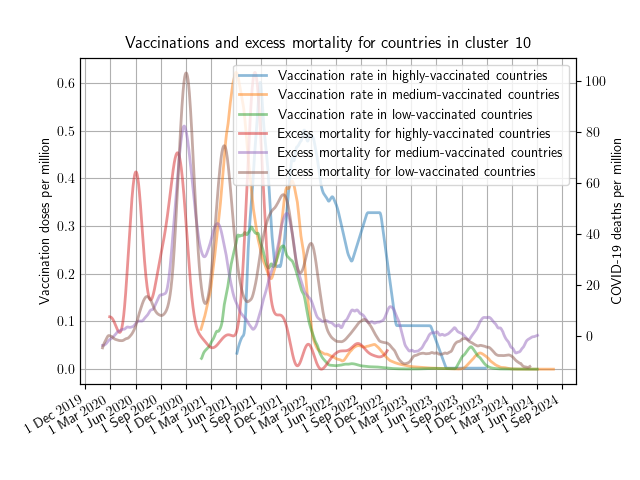 Vaccinations and excess mortality for countries in cluster 10
Vaccination rate in highly-vaccinated countries
Vaccination rate in medium-vaccinated countries
Vaccination rate in low-vaccinated countries
Excess mortality for highly-vaccinated countries
Excess mortality for medium-vaccinated countries
Excess mortality for low-vaccinated countries
Vaccination doses per million
0.6
0.5
0.4
0.3
0.2
0.1
0.0
COVID-19 deaths per million
100
80
60
40
20
0
1 Dec 2019
1 Mar 2020
1 Jun 2020
1 Sep 2020
1 Dec 2020
1 Mar 2021
1 Jun 2021
1 Sep 2021
1 Dec 2021
1 Mar 2022
1 Jun 2022
1 Sep 2022
1 Dec 2022
1 Mar 2023
1 Jun 2023
1 Sep 2023
1 Dec 2023
1 Mar 2024
1 Jun 2024
1 Sep 2024